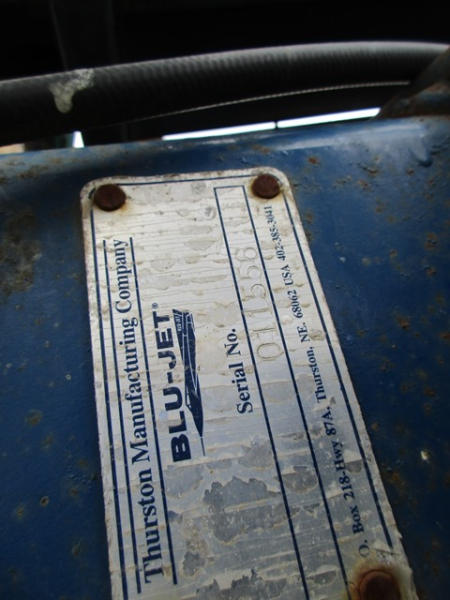 Thurston Manufacturing Company
BLU-JET®
Serial No.
011556
O. Box 218-Hwy 87A, Thurston, NE. 68062 USA 402-385-3041